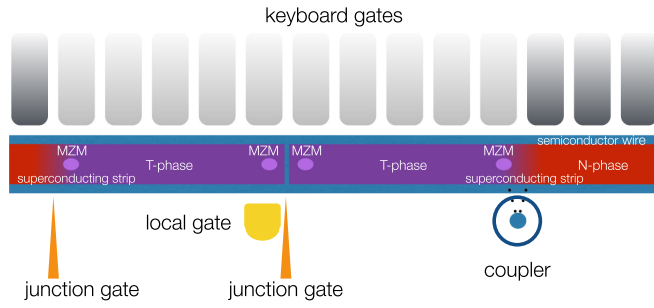 keyboard gates
semiconductor wire
MZM
MZM
MZM
MZM
T-phase
T-phase
N-phase
superconducting strip
superconducting strip
local gate
coupler
junction gate
junction gate